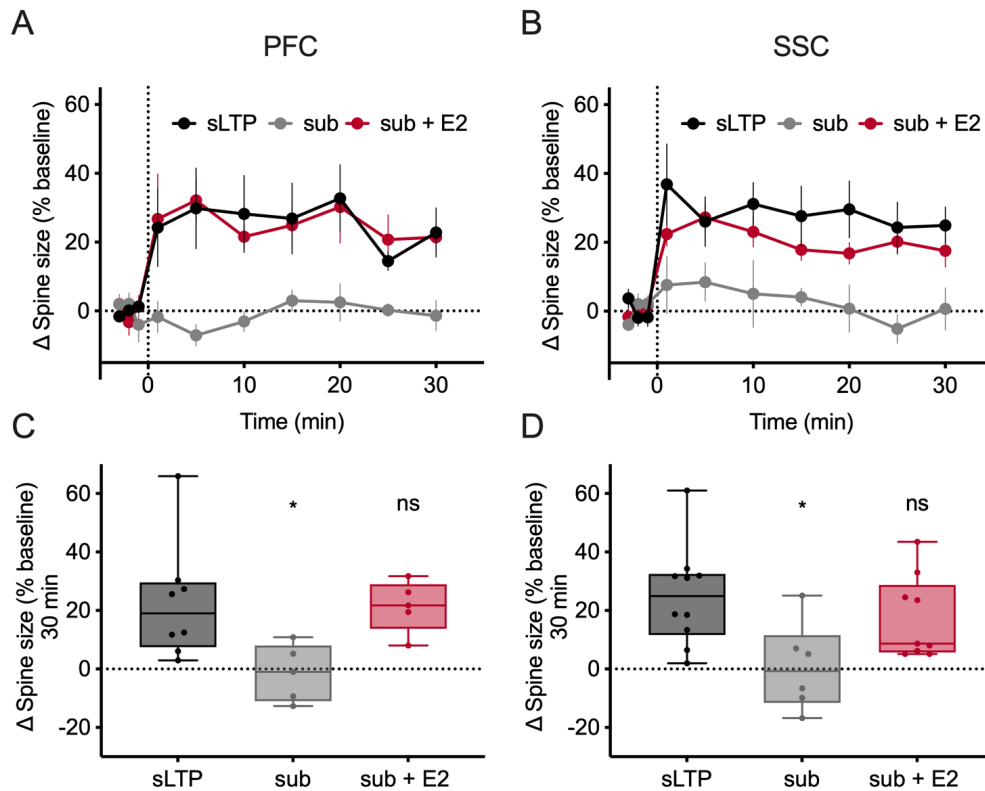 A
PFC
Δ Spine size (% baseline)
60
40
20
0
sLTP sub sub + E2
0 10 20 30
Time (min)
B
SSC
Δ Spine size (% baseline)
60
40
20
0
sLTP sub sub + E2
0 10 20 30
Time (min)
C
Δ Spine size (% baseline)
30 min
60
40
20
0
-20
* ns
sLTP sub sub + E2
D
Δ Spine size (% baseline)
30 min
60
40
20
0
-20
* ns
sLTP sub sub + E2